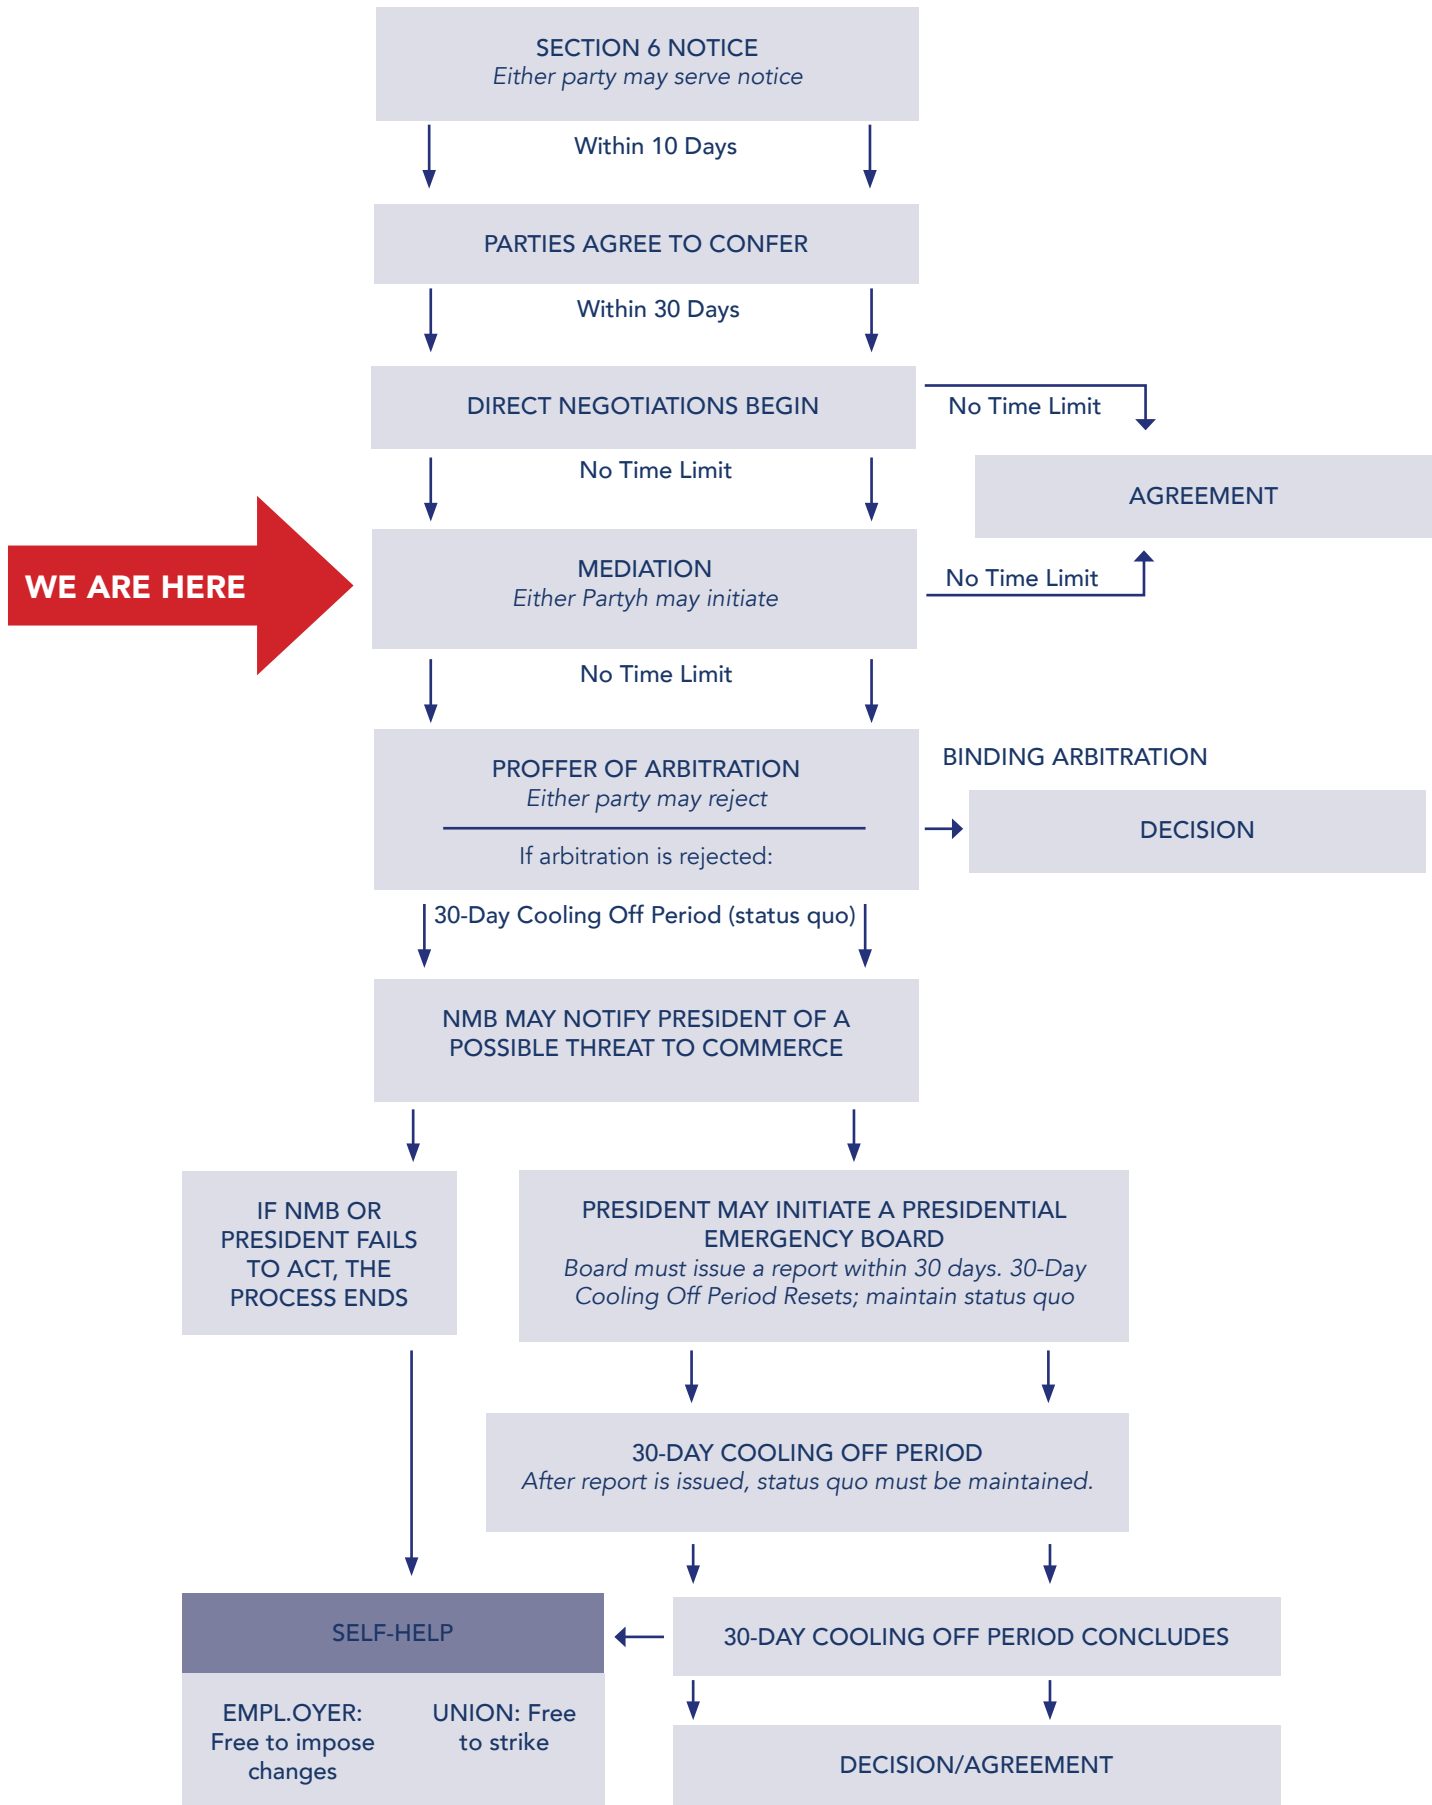 SECTION 6 NOTICE
Either party may serve notice
Within 10 Days
PARTIES AGREE TO CONFER
Within 30 Days
DIRECT NEGOTIATIONS BEGIN
No Time Limit
No Time Limit
AGREEMENT
WE ARE HERE
MEDIATION
Either Partyh may initiate
No Time Limit
No Time Limit
PROFFER OF ARBITRATION
Either party may reject
If arbitration is rejected:
BINDING ARBITRATION
DECISION
30-Day Cooling Off Period (status quo)
NMB MAY NOTIFY PRESIDENT OF A
POSSIBLE THREAT TO COMMERCE
IF NMB OR
PRESIDENT FAILS
TO ACT, THE
PROCESS ENDS
PRESIDENT MAY INITIATE A PRESIDENTIAL
EMERGENCY BOARD
Board must issue a report within 30 days. 30-Day
Cooling Off Period Resets; maintain status quo
30-DAY COOLING OFF PERIOD
After report is issued, status quo must be maintained.
SELF-HELP
30-DAY COOLING OFF PERIOD CONCLUDES
EMPL.OYER:
Free to impose
changes
UNION: Free
to strike
DECISION/AGREEMENT